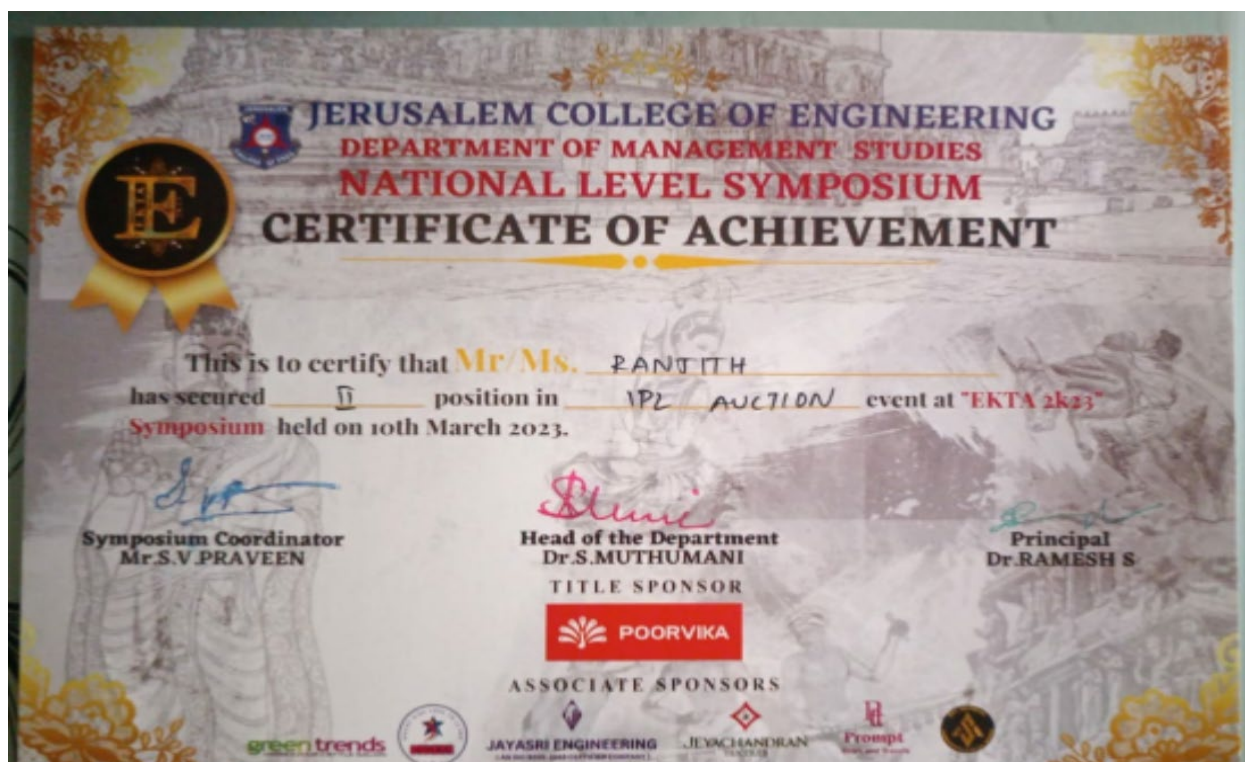 JERUSALEM COLLEGE OF ENGINEERING
DEPARTMENT OF MANAGEMENT STUDIES
NATIONAL LEVEL SYMPOSIUM
CERTIFICATE OF ACHIEVEMENT
E
This is to certify that Mr/Ms. RANJITH
has secured II position in IPL AUCTION event at "EKTA 2k23"
Symposium held on 10th March 2023.
Symposium Coordinator
Mr.S.V.PRAVEEN
Head of the Department
Dr.S.MUTHUMANI
Principal
Dr.RAMESH S
TITLE SPONSOR
POORVIKA
ASSOCIATE SPONSORS
green trends
JAYASRI ENGINEERING
JEYACHANDRAN
Prompt